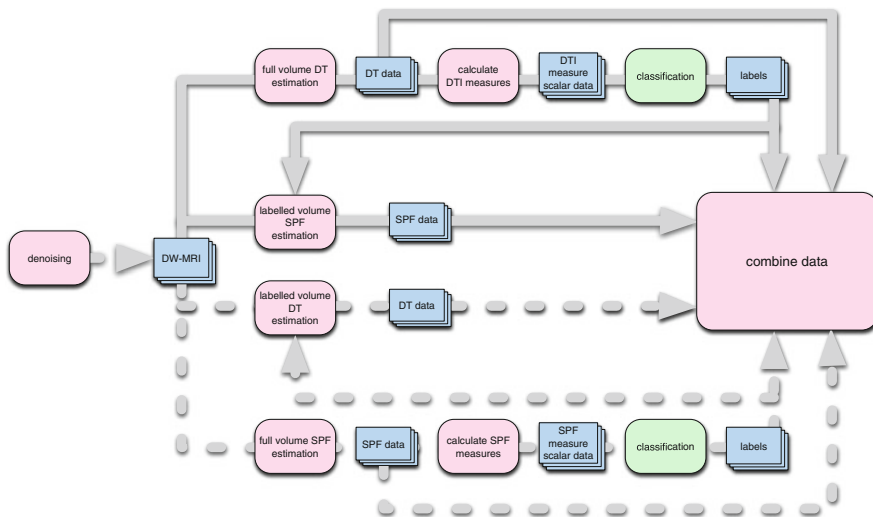 full volume DT
estimation
DT data
calculate
DTI measures
DTI
measure
scalar data
classification
labels
labelled volume
SPF
estimation
SPF data
denoising
DW-MRI
combine data
labelled volume
DT
estimation
DT data
full volume SPF
estimation
SPF data
calculate SPF
measures
SPF
measure
scalar data
classification
labels